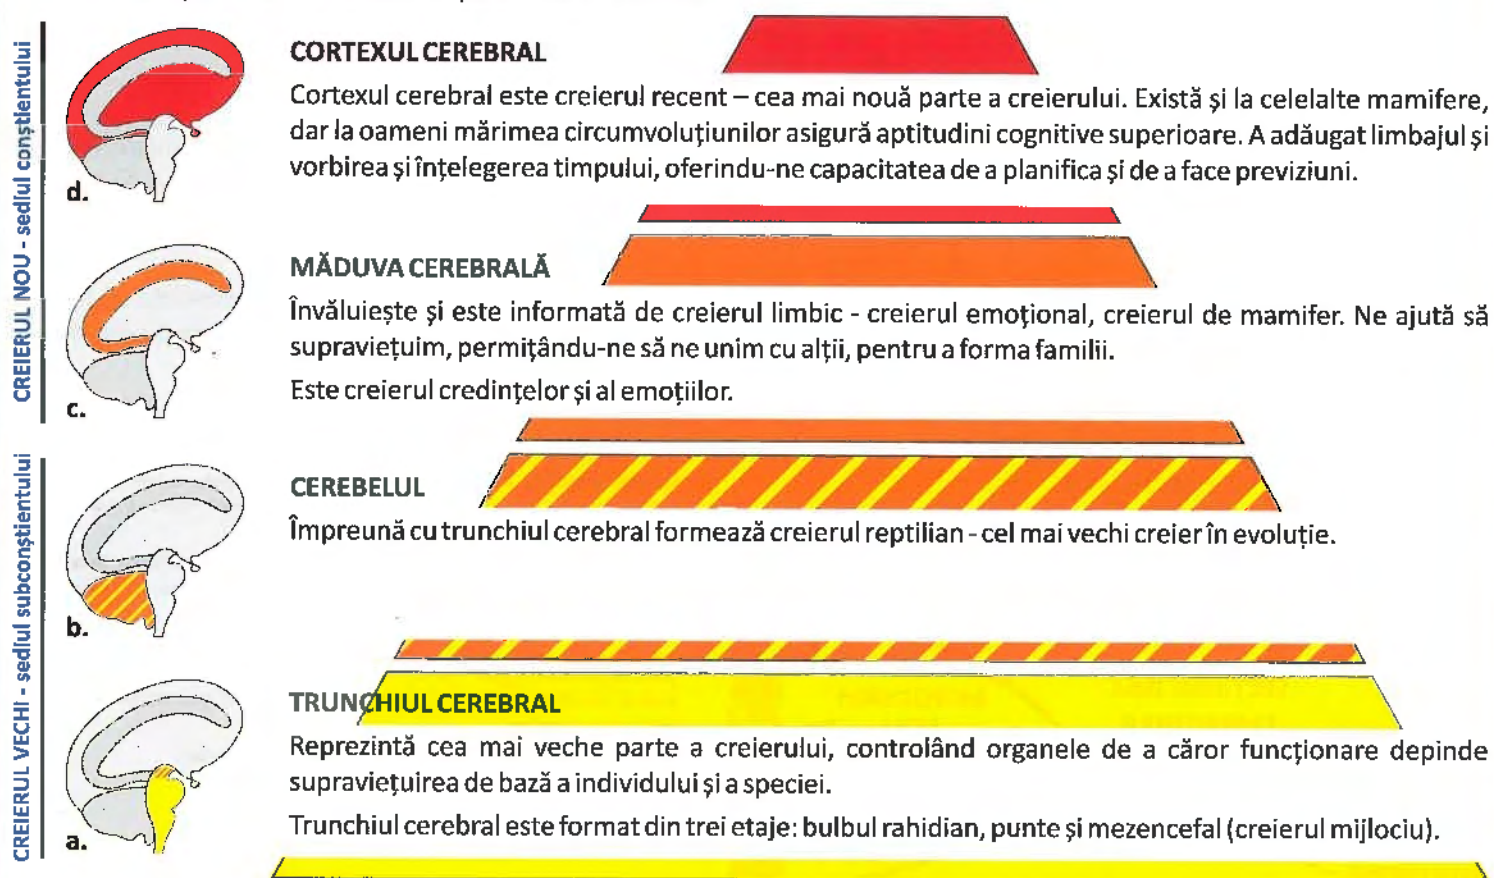 CREIERUL NOU - sediul conștientului
d.
CORTEXUL CEREBRAL
Cortexul cerebral este creierul recent – cea mai nouă parte a creierului. Există și la celelalte mamifere,
dar la oameni mărimea circumvoluțiunilor asigură aptitudini cognitive superioare. A adăugat limbajul și
vorbirea și înțelegerea timpului, oferindu-ne capacitatea de a planifica și de a face previziuni.
c.
MĂDUVA CEREBRALĂ
Învăluiește și este informată de creierul limbic - creierul emoțional, creierul de mamifer. Ne ajută să
supraviețuim, permițându-ne să ne unim cu alții, pentru a forma familii.
Este creierul credințelor și al emoțiilor.
CREIERUL VECHI - sediul subconștientului
b.
CEREBELUL
Împreună cu trunchiul cerebral formează creierul reptilian - cel mai vechi creier în evoluție.
a.
TRUNCHIUL CEREBRAL
Reprezintă cea mai veche parte a creierului, controlând organele de a căror funcționare depinde
supraviețuirea de bază a individului și a speciei.
Trunchiul cerebral este format din trei etaje: bulbul rahidian, punte și mezencefal (creierul mijlociu).